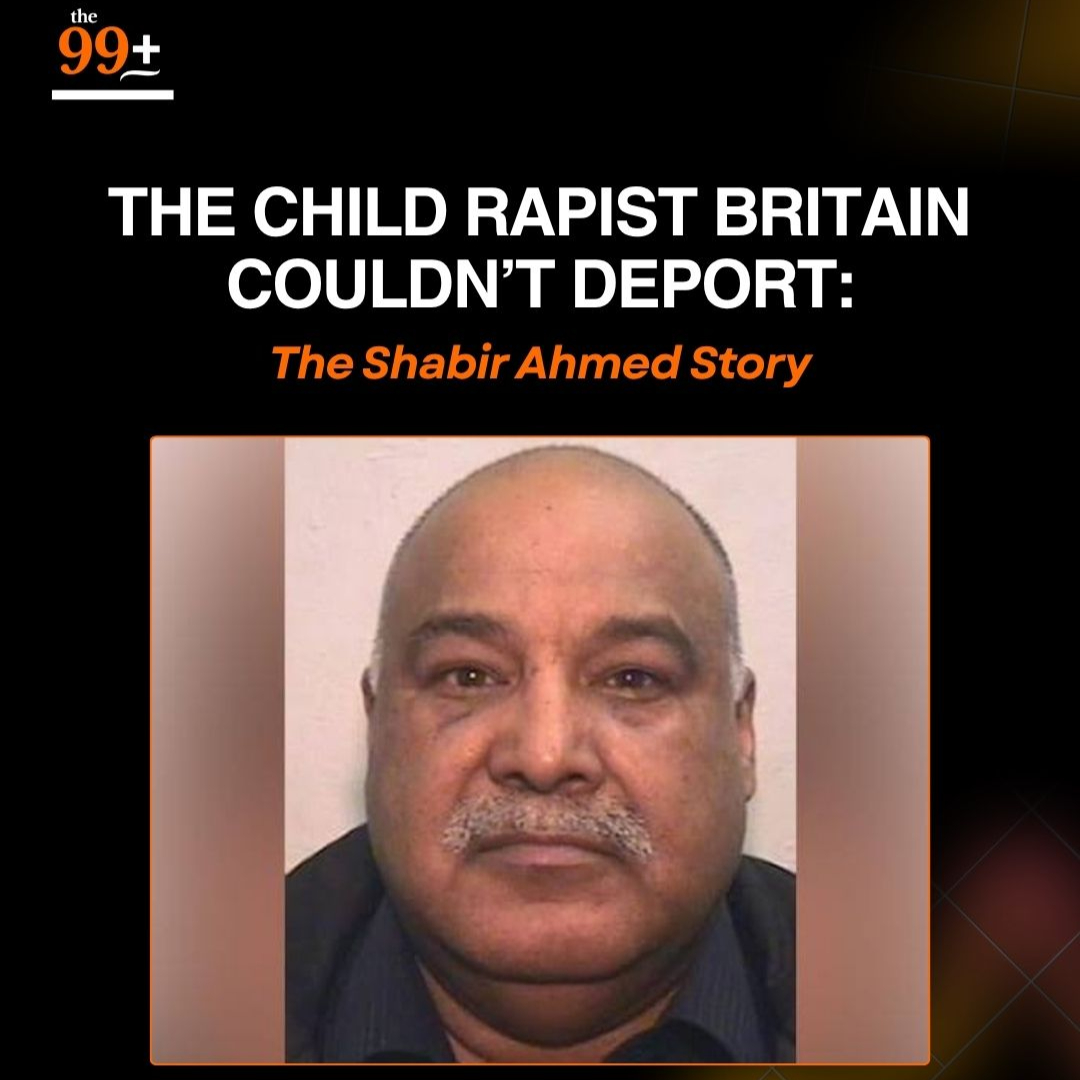 the
99+
THE CHILD RAPIST BRITAIN
COULDN’T DEPORT:
The Shabir Ahmed Story